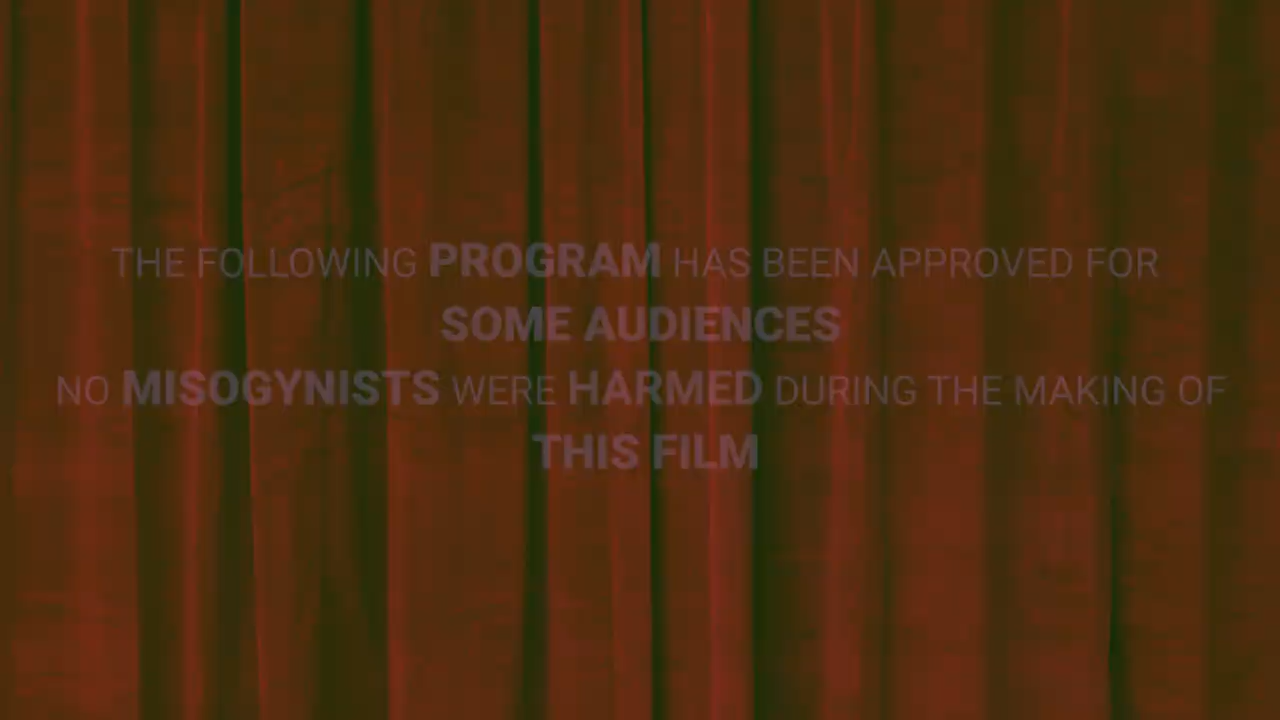 THE FOLLOWING PROGRAM HAS BEEN APPROVED FOR
SOME AUDIENCES
NO MISOGYNISTS WERE HARMED DURING THE MAKING OF
THIS FILM